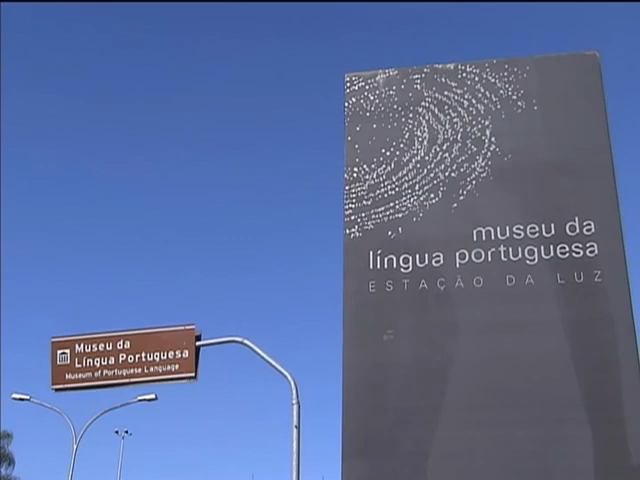 museu da
língua portuguesa
ESTAÇÃO DA LUZ
Museu da
Língua Portuguesa
Museum of Portuguese Language